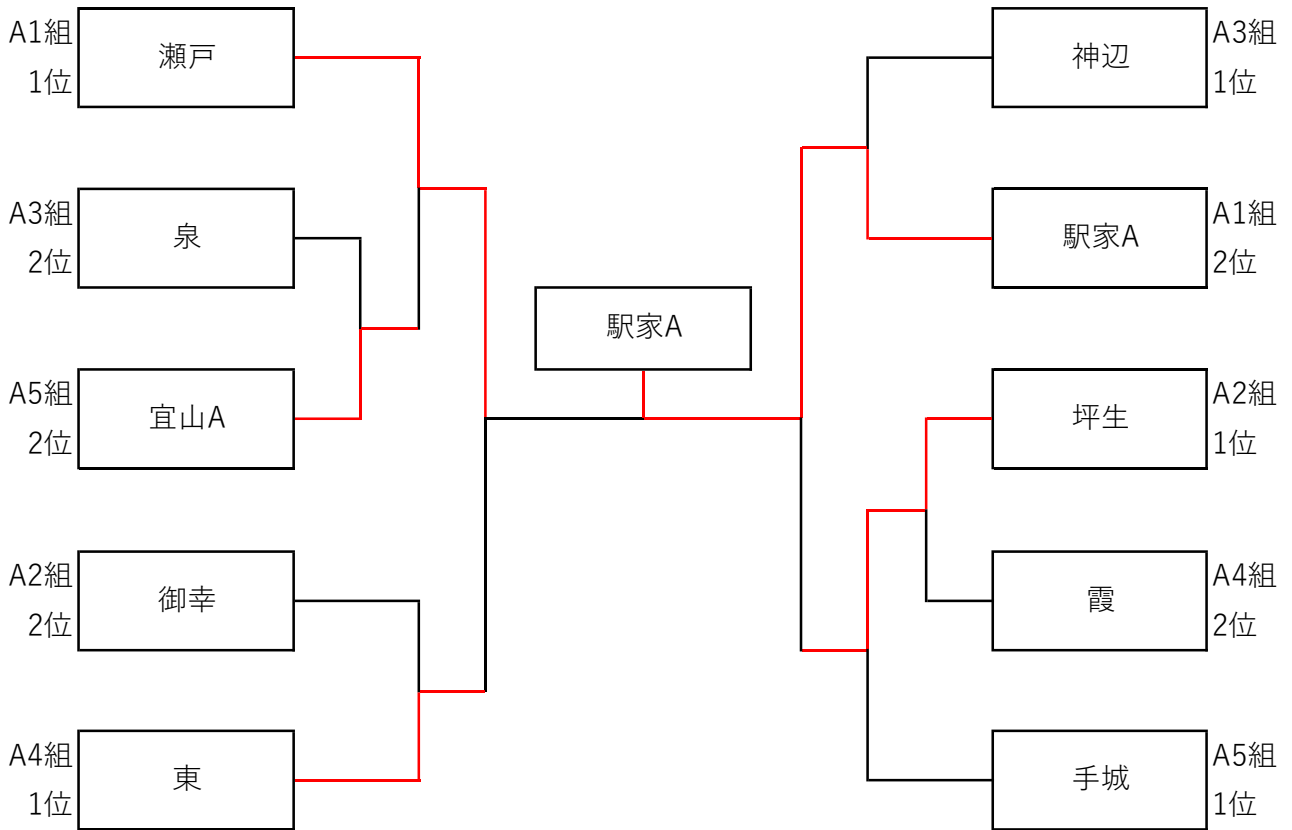 A1組
1位
瀬戸
A3組
2位
泉
A5組
2位
宜山A
A2組
2位
御幸
A4組
1位
東
駅家A
神辺
A3組
1位
駅家A
A1組
2位
坪生
A2組
1位
霞
A4組
2位
手城
A5組
1位